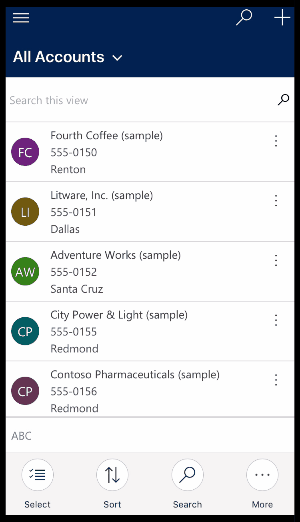 All Accounts
Search this view
FC
Fourth Coffee (sample)
555-0150
Renton
LI
Litware, Inc. (sample)
555-0151
Dallas
AW
Adventure Works (sample)
555-0152
Santa Cruz
CP
City Power & Light (sample)
555-0155
Redmond
CP
Contoso Pharmaceuticals (sample)
555-0156
Redmond
ABC
Select
Sort
Search
More